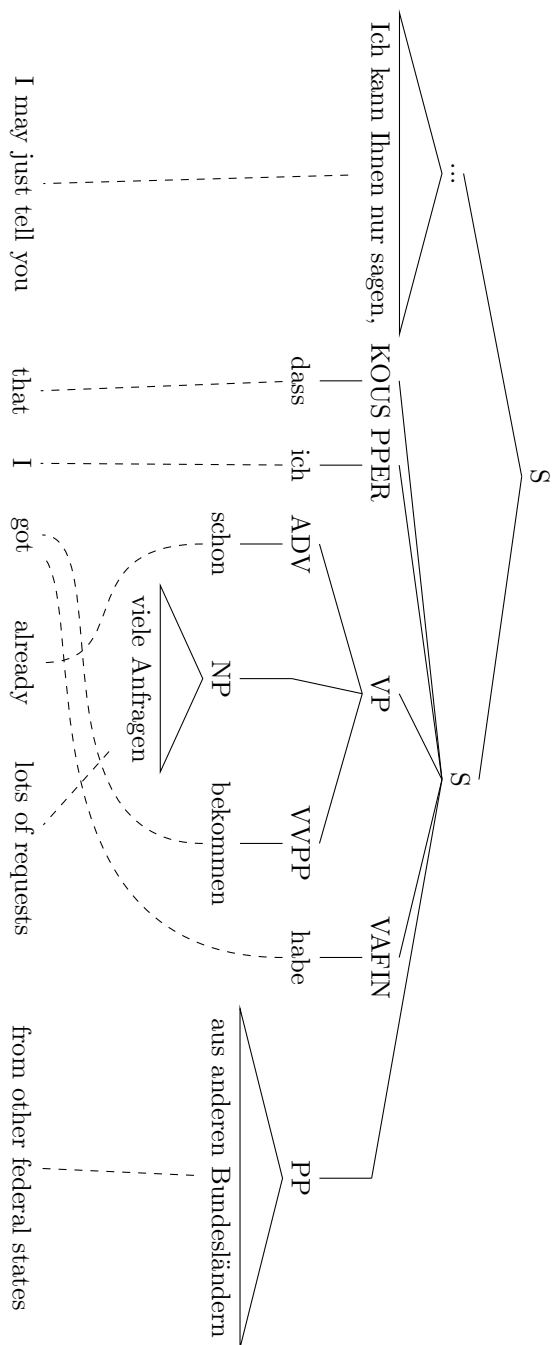 S
... S
Ich kann Ihnen nur sagen, KOUS PPER VP VAFIN
dass ich ADV VVPP habe PP
schon NP bekommen aus anderen Bundesländern
viele Anfragen
I may just tell you that I got already lots of requests from other federal states